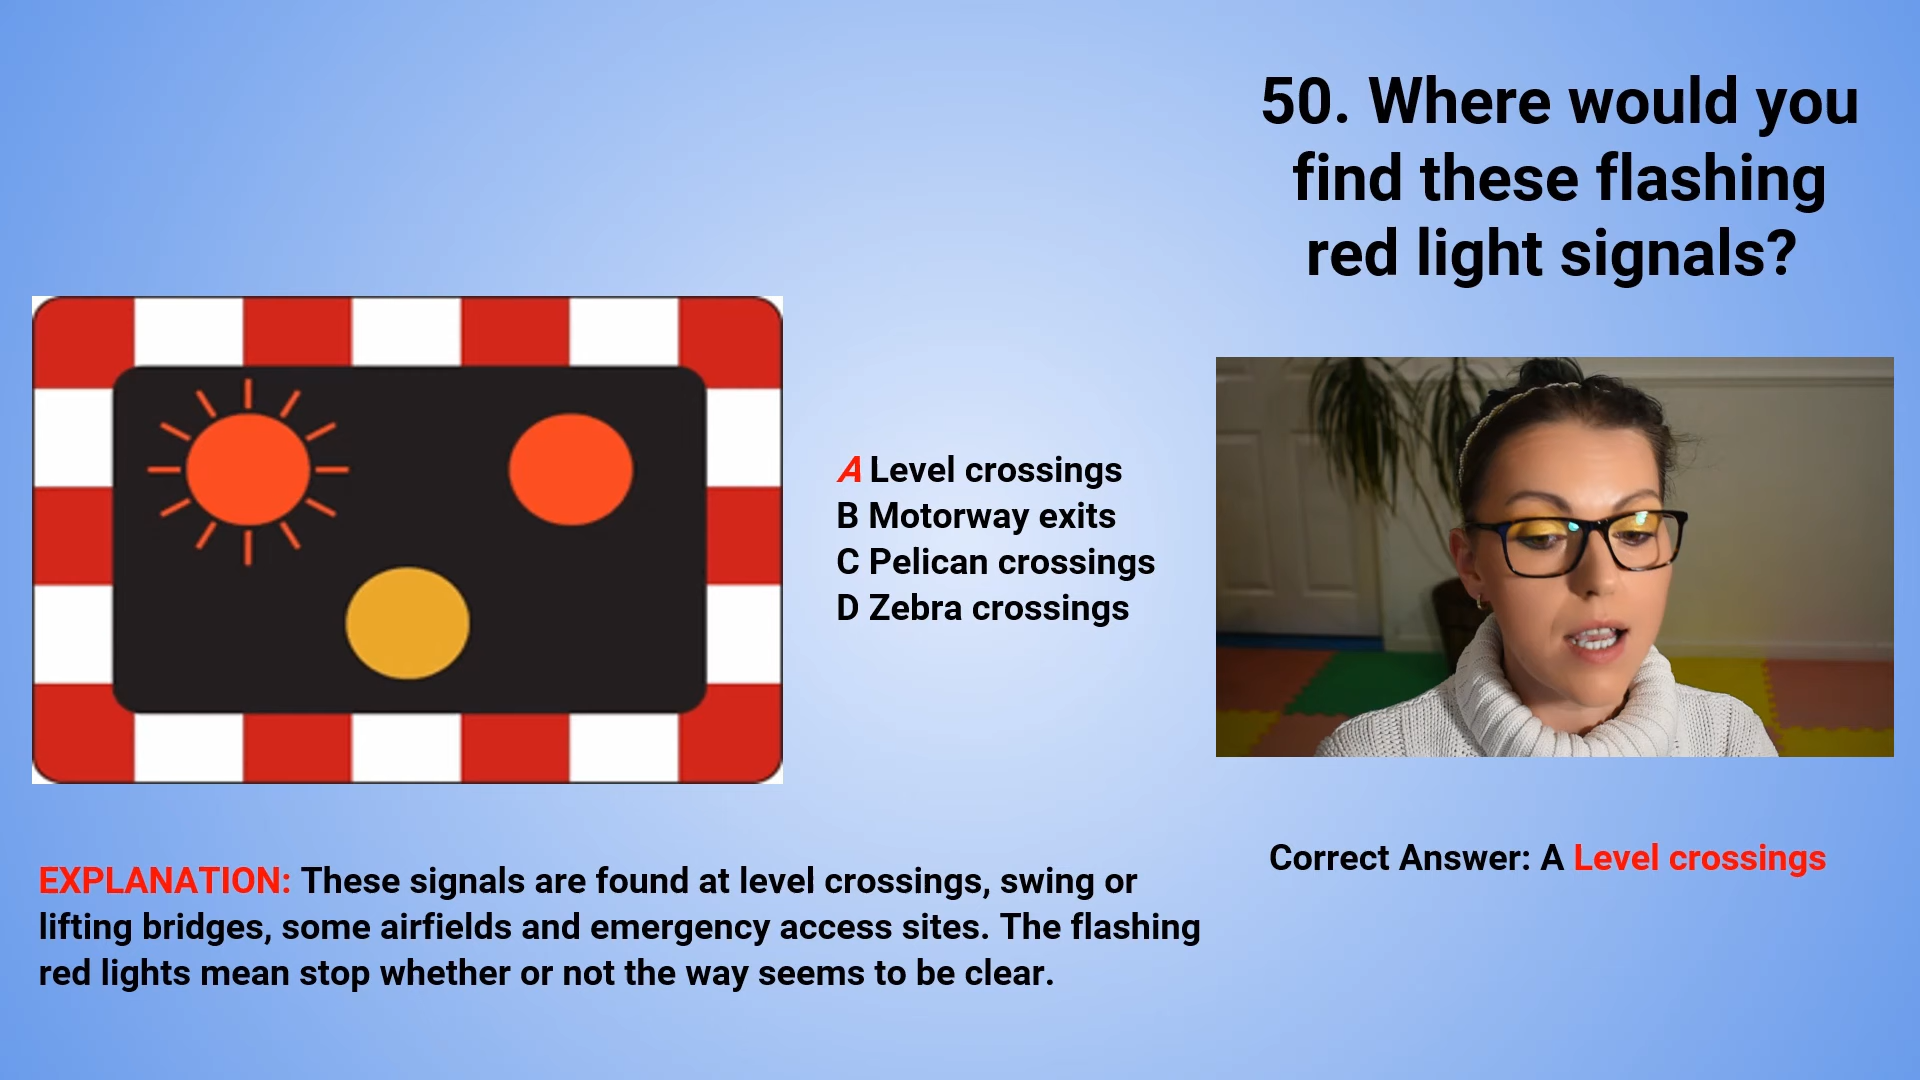 50. Where would you
find these flashing
red light signals?
A Level crossings
B Motorway exits
C Pelican crossings
D Zebra crossings
Correct Answer: A Level crossings
EXPLANATION: These signals are found at level crossings, swing or
lifting bridges, some airfields and emergency access sites. The flashing
red lights mean stop whether or not the way seems to be clear.